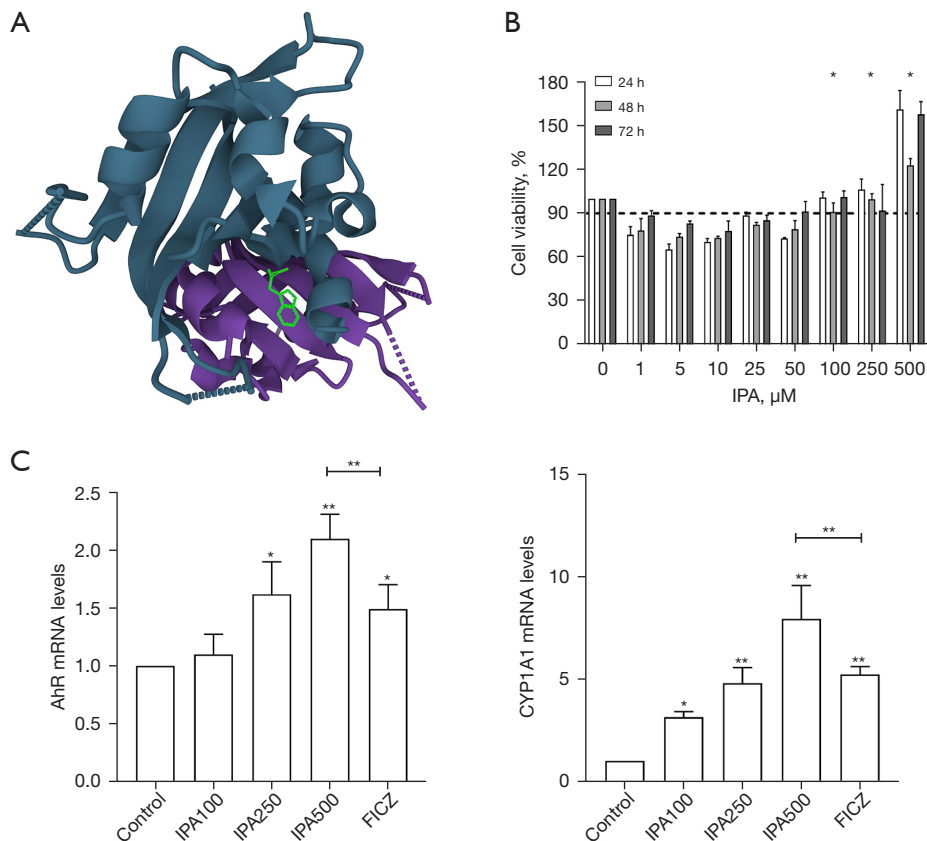 A
B
* * *
24 h
48 h
72 h
180
150
120
90
60
30
0
Cell viability, %
0 1 5 10 25 50 100 250 500
IPA, µM
C
**
**
*
*
2.5
2.0
1.5
1.0
0.5
0.0
AhR mRNA levels
Control IPA100 IPA250 IPA500 FICZ
**
**
**
**
*
15
10
5
0
CYP1A1 mRNA levels
Control IPA100 IPA250 IPA500 FICZ